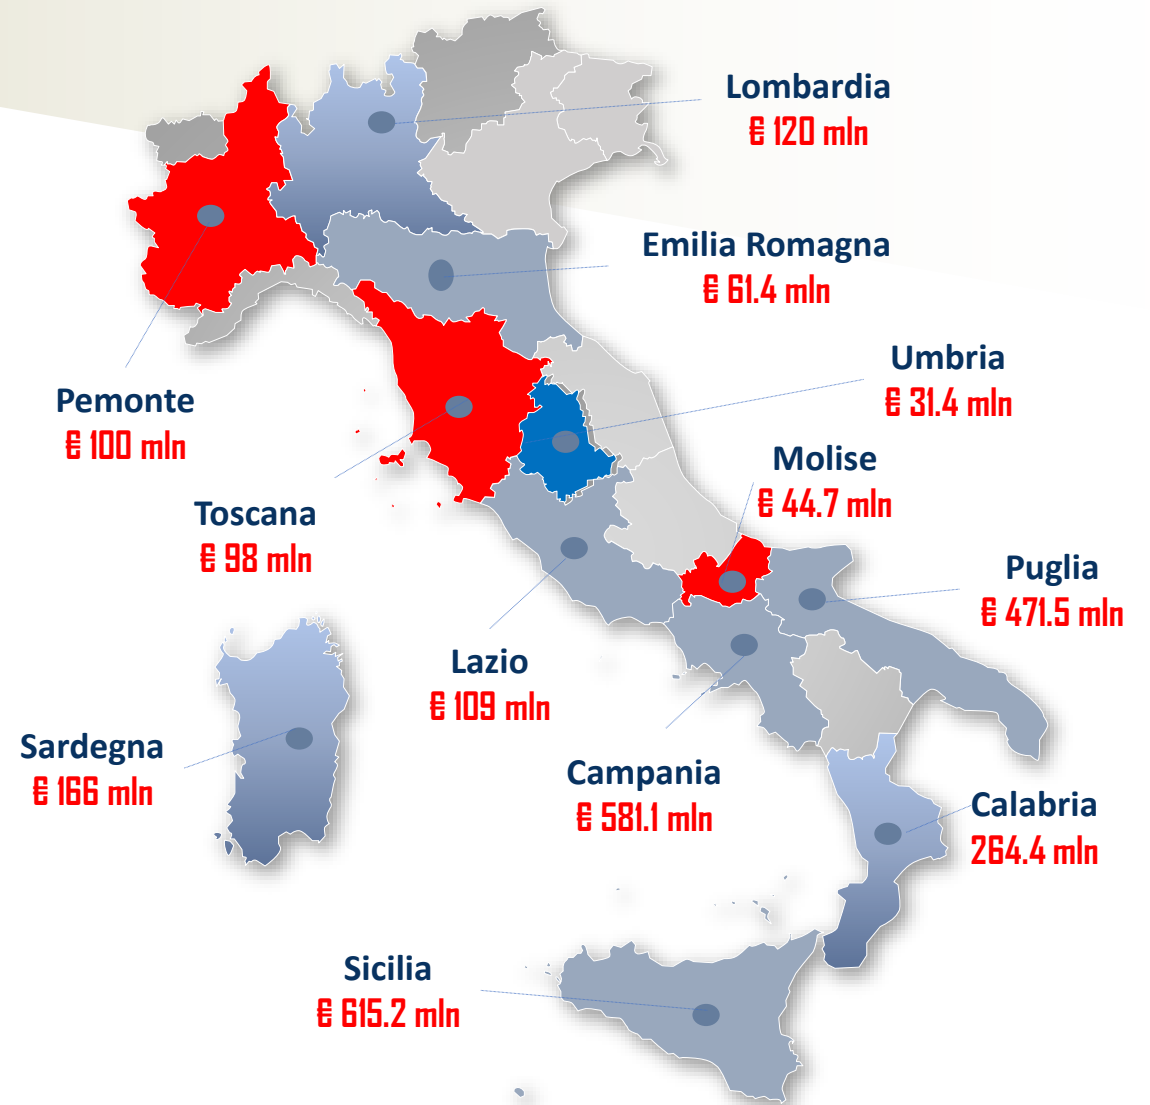 Lombardia
€ 120 mln
Emilia Romagna
€ 61.4 mln
Umbria
€ 31.4 mln
Pemonte
€ 100 mln
Molise
€ 44.7 mln
Toscana
€ 98 mln
Puglia
€ 471.5 mln
Lazio
€ 109 mln
Sardegna
€ 166 mln
Campania
€ 581.1 mln
Calabria
264.4 mln
Sicilia
€ 615.2 mln